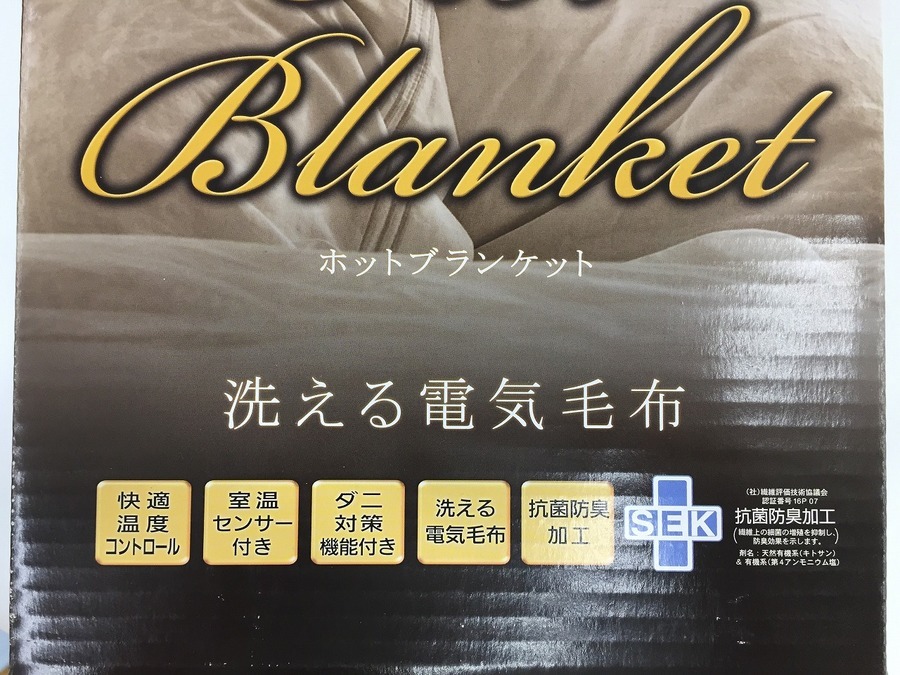 Blanket
ホットブランケット
洗える電気毛布
快適
温度
コントロール
室温
センサー
付き
ダニ
対策
機能付き
洗える
電気毛布
抗菌防臭
加工
SEK
(社)繊維評価技術協議会
認証番号16P07
抗菌防臭加工
(繊維上の細菌の増殖を抑制し、
防臭効果を示します。)
剤名：天然有機系(キトサン)
& 有機系(第4アンモニウム塩)